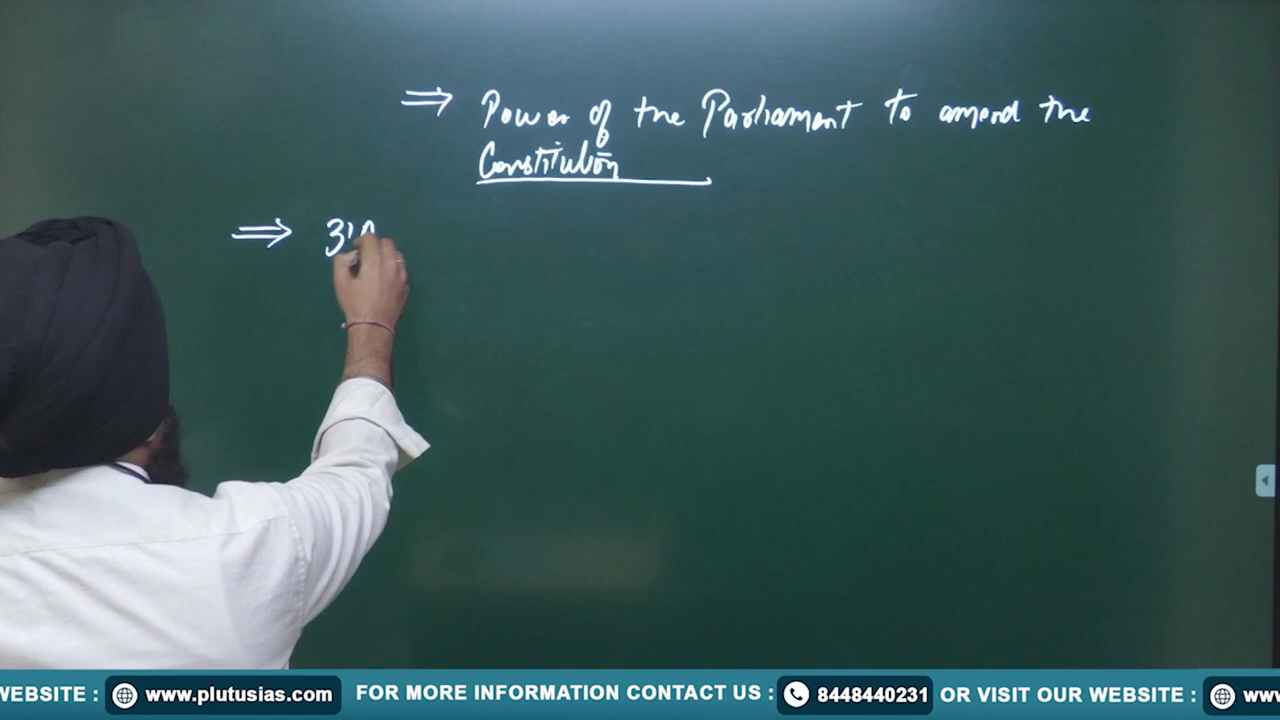 ⇒ Power of the Parliament to amend the
Constitution
⇒
WEBSITE : www.plutusias.com FOR MORE INFORMATION CONTACT US : 8448440231 OR VISIT OUR WEBSITE : www